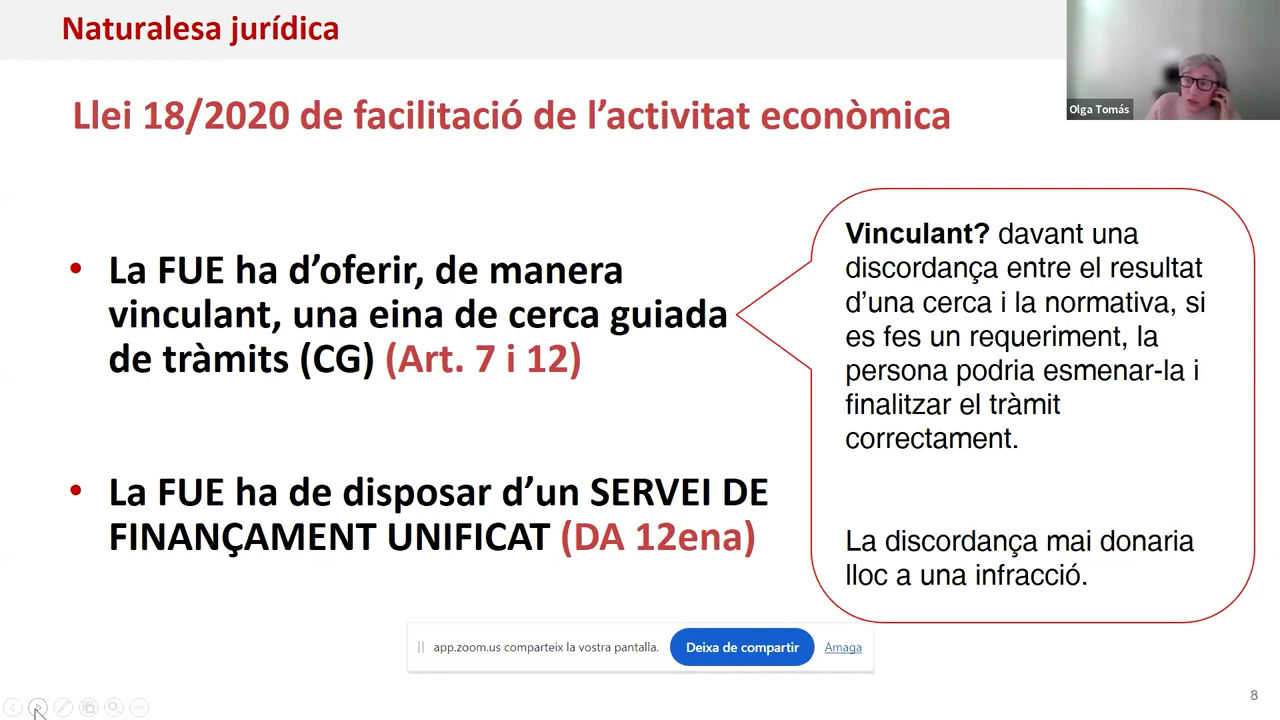 Naturalesa jurídica
Olga Tomás
Llei 18/2020 de facilitació de l’activitat econòmica
• La FUE ha d’oferir, de manera
vinculant, una eina de cerca guiada
de tràmits (CG) (Art. 7 i 12)
• La FUE ha de disposar d’un SERVEI DE
FINANÇAMENT UNIFICAT (DA 12ena)
Vinculant? davant una
discordança entre el resultat
d’una cerca i la normativa, si
es fes un requeriment, la
persona podria esmenar-la i
finalitzar el tràmit
correctament.
La discordança mai donaria
lloc a una infracció.
app.zoom.us comparteix la vostra pantalla.
Deixa de compartir
Amaga
8